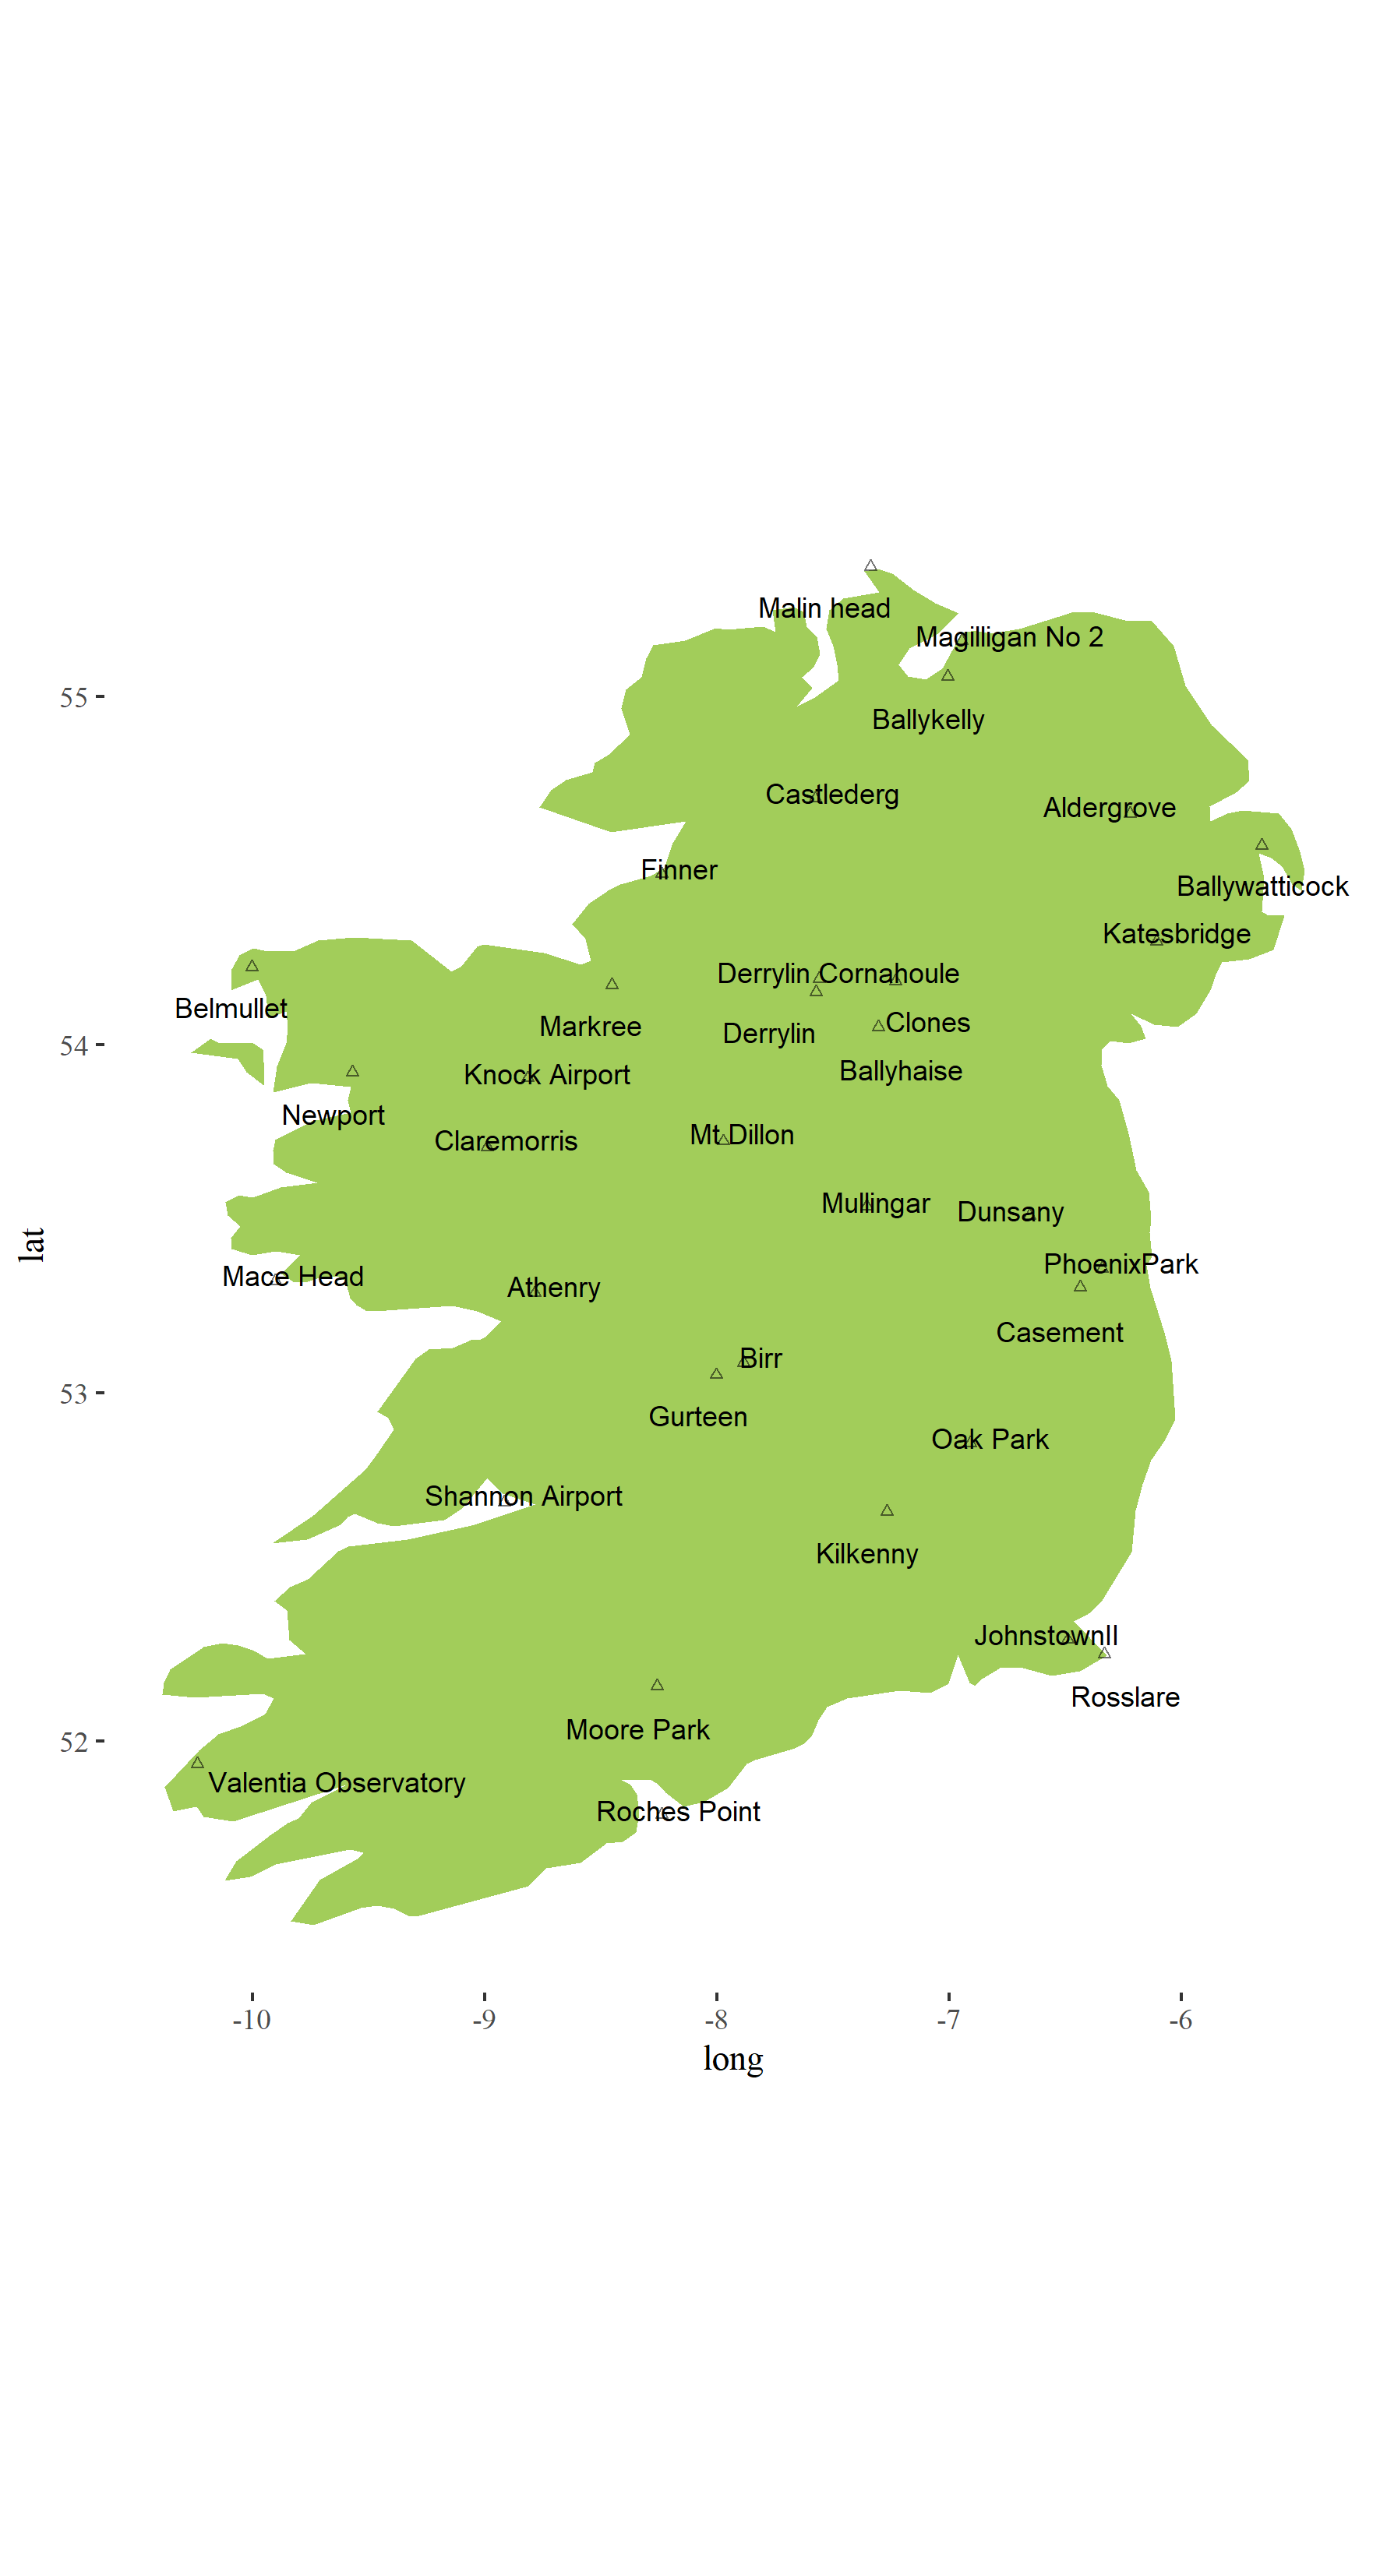 Malin head
Magilligan No 2
55
Ballykelly
Castlederg
Aldergrove
Finner
Ballywatticock
Katesbridge
Derrylin Cornahoule
Belmullet
Clones
Markree
Derrylin
54
Ballyhaise
Knock Airport
Newport
Mt Dillon
Claremorris
Mullingar
Dunsany
lat
PhoenixPark
Mace Head
Athenry
Casement
Birr
53
Gurteen
Oak Park
Shannon Airport
Kilkenny
JohnstownII
Rosslare
Moore Park
52
Valentia Observatory
Roches Point
-10 -9 -8 -7 -6
long